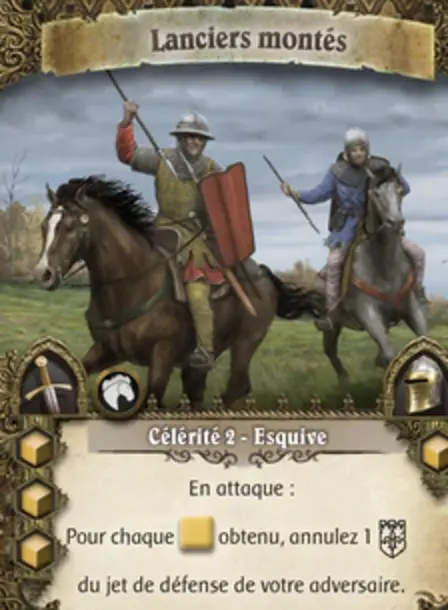 Lanciers montés
Célérité 2 - Esquive
En attaque :
Pour chaque obtenu, annulez 1
du jet de défense de votre adversaire.